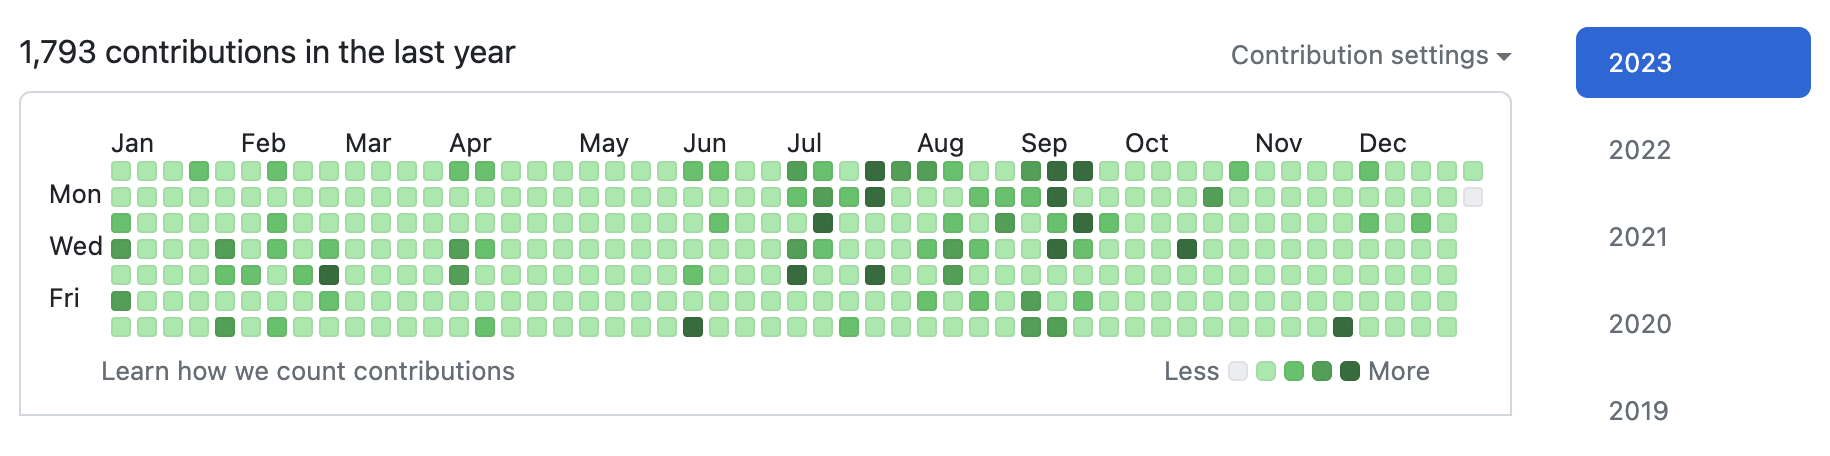 1,793 contributions in the last year
Contribution settings
2023
2022
2021
2020
2019
Jan Feb Mar Apr May Jun Jul Aug Sep Oct Nov Dec
Mon
Wed
Fri
Learn how we count contributions
Less More